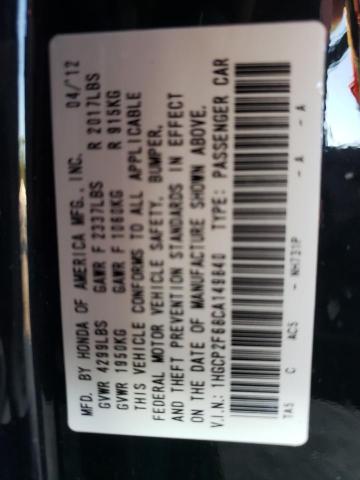 MFD. BY HONDA OF AMERICA MFG., INC. 04/12
GVWR 4299LBS GAWR F 2337LBS R 2017LBS
GVWR 1950KG GAWR F 1060KG R 915KG
THIS VEHICLE CONFORMS TO ALL APPLICABLE
FEDERAL MOTOR VEHICLE SAFETY, BUMPER,
AND THEFT PREVENTION STANDARDS IN EFFECT
ON THE DATE OF MANUFACTURE SHOWN ABOVE.
V.I.N.: 1HGCP2F68CA149840 TYPE: PASSENGER CAR
TA5 C AC5 - NH731P - A - A